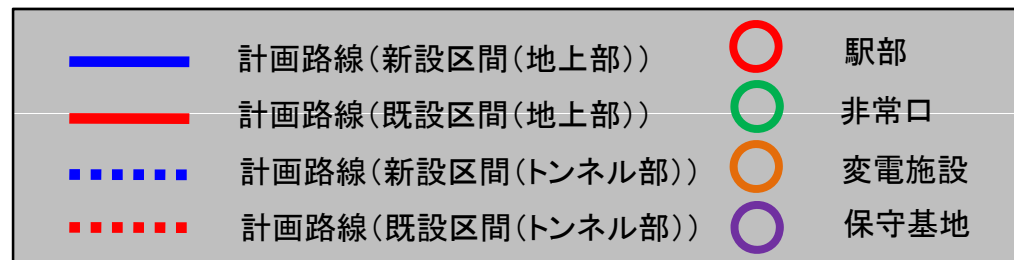 計画路線(新設区間(地上部))
計画路線(既設区間(地上部))
計画路線(新設区間(トンネル部))
計画路線(既設区間(トンネル部))
駅部
非常口
変電施設
保守基地